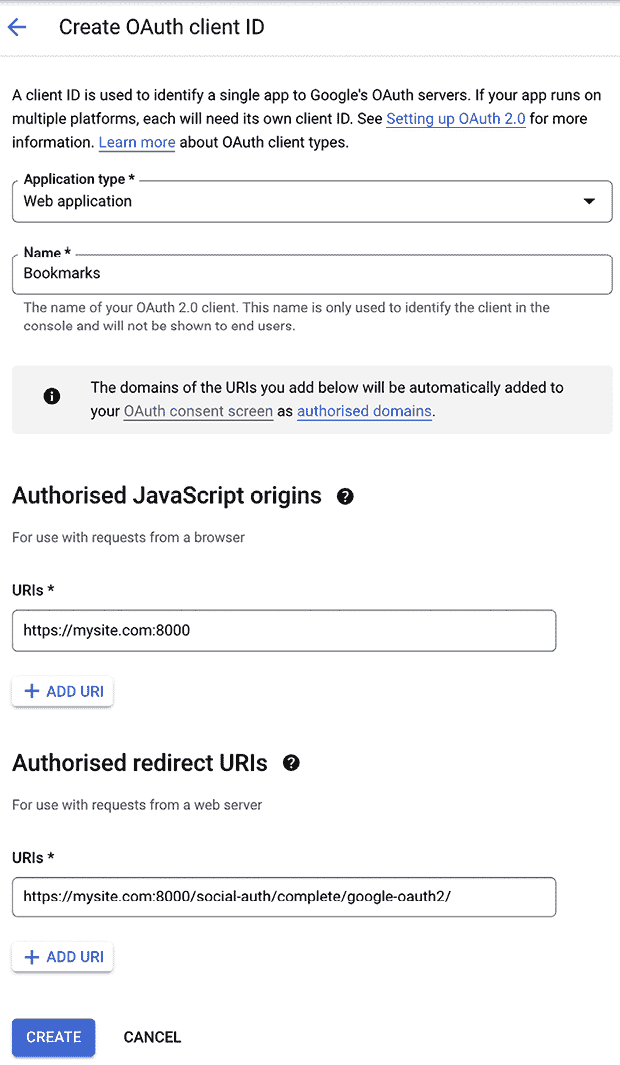 Create OAuth client ID
A client ID is used to identify a single app to Google's OAuth servers. If your app runs on
multiple platforms, each will need its own client ID. See Setting up OAuth 2.0 for more
information. Learn more about OAuth client types.
Application type *
Web application
Name *
Bookmarks
The name of your OAuth 2.0 client. This name is only used to identify the client in the
console and will not be shown to end users.
The domains of the URIs you add below will be automatically added to
your OAuth consent screen as authorised domains.
Authorised JavaScript origins
For use with requests from a browser
URIs *
https://mysite.com:8000
ADD URI
Authorised redirect URIs
For use with requests from a web server
URIs *
https://mysite.com:8000/social-auth/complete/google-oauth2/
ADD URI
CREATE CANCEL